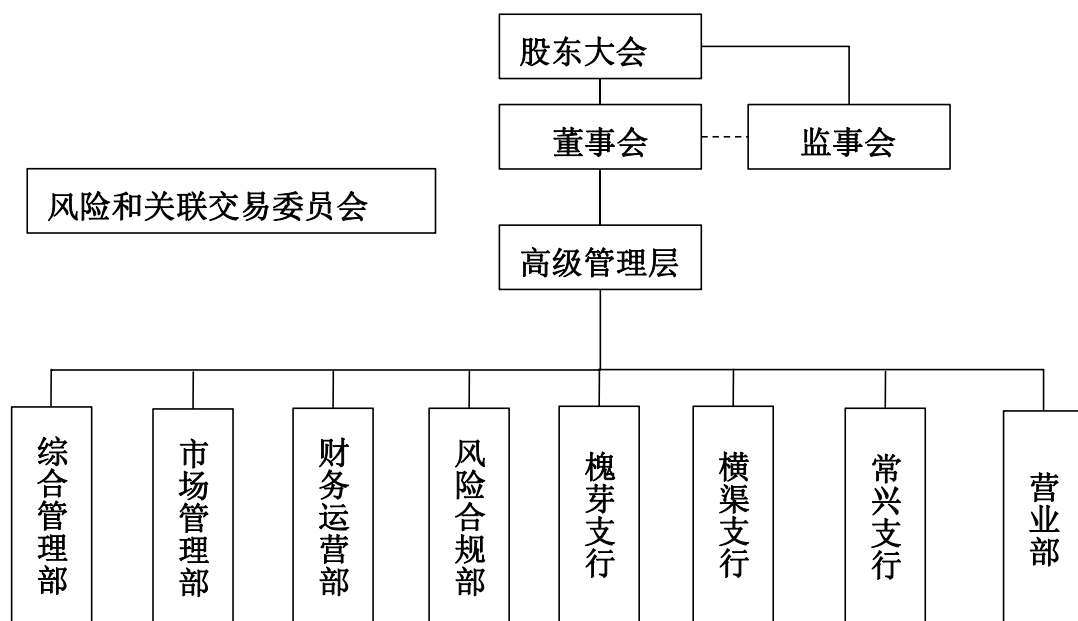 股东大会
董事会
监事会
风险和关联交易委员会
高级管理层
综合管理部
市场管理部
财务运营部
风险合规部
槐芽支行
横渠支行
常兴支行
营业部